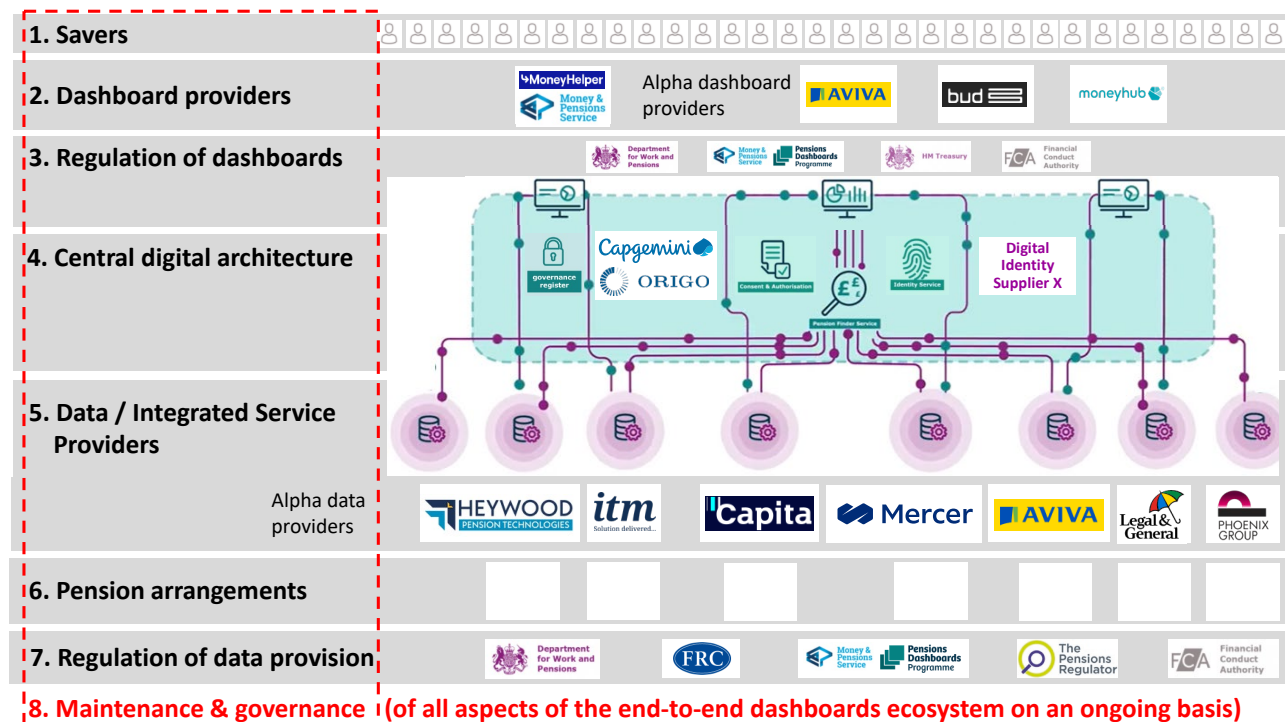 1. Savers
2. Dashboard providers
MoneyHelper
Money &
Pensions
Service
Alpha dashboard
providers
AVIVA
bud
moneyhub
3. Regulation of dashboards
Department
for Work and
Pensions
Money &
Pensions
Service
Pensions
Dashboards
Programme
HM Treasury
FCA
Financial
Conduct
Authority
4. Central digital architecture
governance
register
Capgemini
ORIGO
Consent & Authorisation
££
£
Pension Finder Service
Identity Service
Digital
Identity
Supplier X
5. Data / Integrated Service
Providers
Alpha data
providers
HEYWOOD
PENSION TECHNOLOGIES
itm
Solution delivered...
Capita
Mercer
AVIVA
Legal &
General
PHOENIX
GROUP
6. Pension arrangements
7. Regulation of data provision
Department
for Work and
Pensions
FRC
Money &
Pensions
Service
Pensions
Dashboards
Programme
The
Pensions
Regulator
FCA
Financial
Conduct
Authority
8. Maintenance & governance (of all aspects of the end-to-end dashboards ecosystem on an ongoing basis)